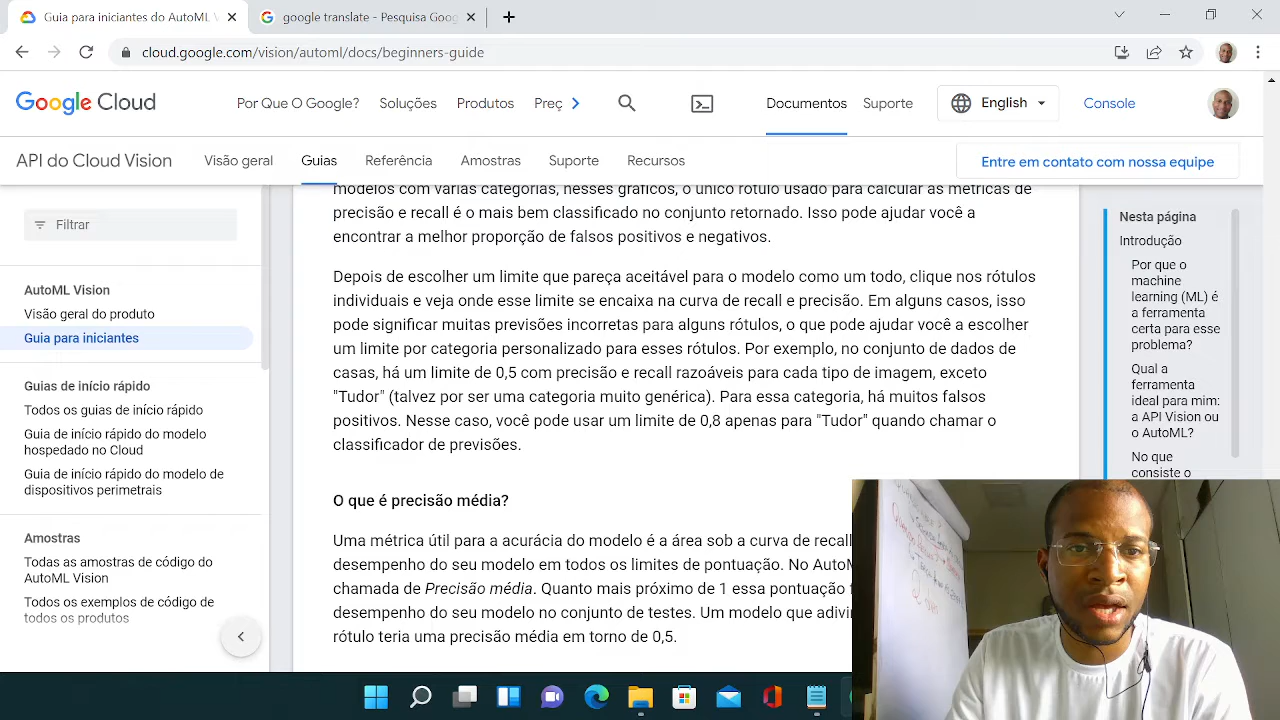 Guia para iniciantes do AutoML V
google translate - Pesquisa Goog
cloud.google.com/vision/automl/docs/beginners-guide
Google Cloud
Por Que O Google?
Soluções
Produtos
Preç
Documentos
Suporte
English
Console
API do Cloud Vision
Visão geral
Guias
Referência
Amostras
Suporte
Recursos
Entre em contato com nossa equipe
Filtrar
AutoML Vision
Visão geral do produto
Guia para iniciantes
Guias de início rápido
Todos os guias de início rápido
Guia de início rápido do modelo
hospedado no Cloud
Guia de início rápido do modelo de
dispositivos perimetrais
Amostras
Todas as amostras de código do
AutoML Vision
Todos os exemplos de código de
todos os produtos
modelos com várias categorias, nesses gráficos, o único rótulo usado para calcular as métricas de
precisão e recall é o mais bem classificado no conjunto retornado. Isso pode ajudar você a
encontrar a melhor proporção de falsos positivos e negativos.
Depois de escolher um limite que pareça aceitável para o modelo como um todo, clique nos rótulos
individuais e veja onde esse limite se encaixa na curva de recall e precisão. Em alguns casos, isso
pode significar muitas previsões incorretas para alguns rótulos, o que pode ajudar você a escolher
um limite por categoria personalizado para esses rótulos. Por exemplo, no conjunto de dados de
casas, há um limite de 0,5 com precisão e recall razoáveis para cada tipo de imagem, exceto
"Tudor" (talvez por ser uma categoria muito genérica). Para essa categoria, há muitos falsos
positivos. Nesse caso, você pode usar um limite de 0,8 apenas para "Tudor" quando chamar o
classificador de previsões.
O que é precisão média?
Uma métrica útil para a acurácia do modelo é a área sob a curva de recall
desempenho do seu modelo em todos os limites de pontuação. No AutoM
chamada de Precisão média. Quanto mais próximo de 1 essa pontuação f
desempenho do seu modelo no conjunto de testes. Um modelo que adivin
rótulo teria uma precisão média em torno de 0,5.
Nesta página
Introdução
Por que o
machine
learning (ML) é
a ferramenta
certa para esse
problema?
Qual a
ferramenta
ideal para mim:
a API Vision ou
o AutoML?
No que
consiste o